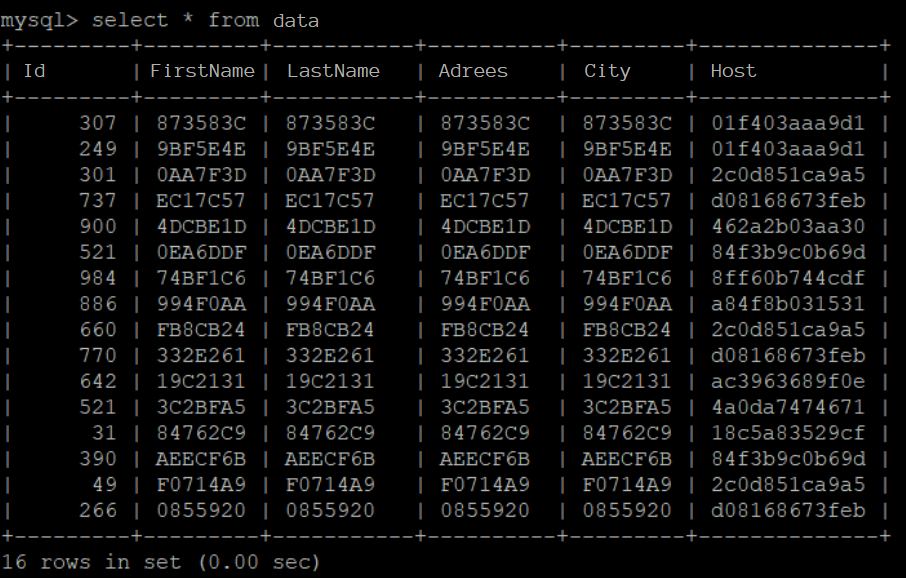 mysql> select * from data
+---------+---------+-----------+----------+---------+--------------+
| Id | FirstName | LastName | Adrees | City | Host |
+---------+---------+-----------+----------+---------+--------------+
| 307 | 873583C | 873583C | 873583C | 873583C | 01f403aaa9d1 |
| 249 | 9BF5E4E | 9BF5E4E | 9BF5E4E | 9BF5E4E | 01f403aaa9d1 |
| 301 | 0AA7F3D | 0AA7F3D | 0AA7F3D | 0AA7F3D | 2c0d851ca9a5 |
| 737 | EC17C57 | EC17C57 | EC17C57 | EC17C57 | d08168673feb |
| 900 | 4DCBE1D | 4DCBE1D | 4DCBE1D | 4DCBE1D | 462a2b03aa30 |
| 521 | 0EA6DDF | 0EA6DDF | 0EA6DDF | 0EA6DDF | 84f3b9c0b69d |
| 984 | 74BF1C6 | 74BF1C6 | 74BF1C6 | 74BF1C6 | 8ff60b744cdf |
| 886 | 994F0AA | 994F0AA | 994F0AA | 994F0AA | a84f8b031531 |
| 660 | FB8CB24 | FB8CB24 | FB8CB24 | FB8CB24 | 2c0d851ca9a5 |
| 770 | 332E261 | 332E261 | 332E261 | 332E261 | d08168673feb |
| 642 | 19C2131 | 19C2131 | 19C2131 | 19C2131 | ac3963689f0e |
| 521 | 3C2BFA5 | 3C2BFA5 | 3C2BFA5 | 3C2BFA5 | 4a0da7474671 |
| 31 | 84762C9 | 84762C9 | 84762C9 | 84762C9 | 18c5a83529cf |
| 390 | AEECF6B | AEECF6B | AEECF6B | AEECF6B | 84f3b9c0b69d |
| 49 | F0714A9 | F0714A9 | F0714A9 | F0714A9 | 2c0d851ca9a5 |
| 266 | 0855920 | 0855920 | 0855920 | 0855920 | d08168673feb |
+---------+---------+-----------+----------+---------+--------------+
16 rows in set (0.00 sec)